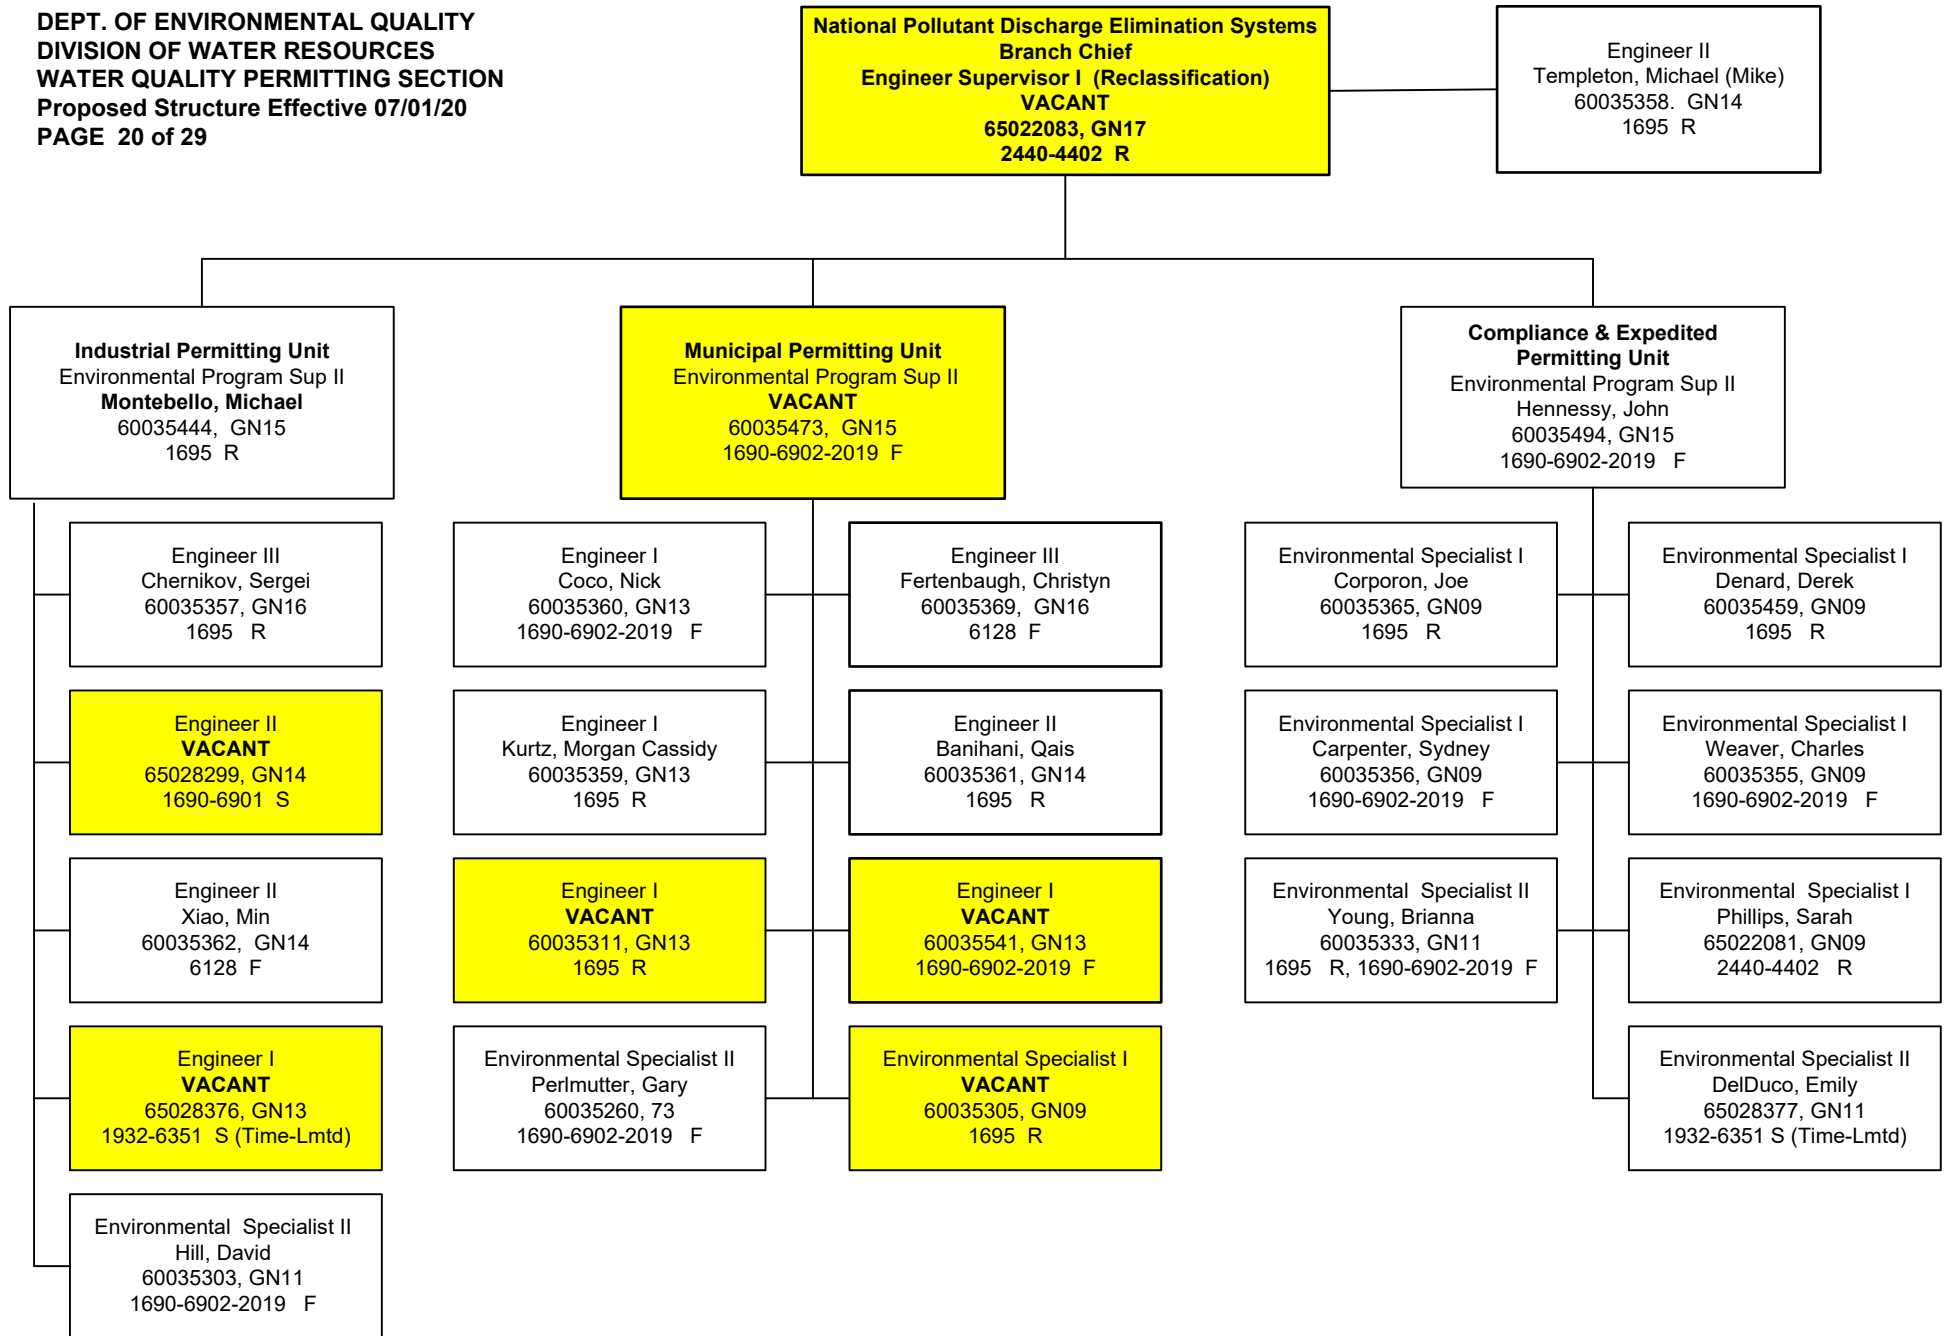 DEPT. OF ENVIRONMENTAL QUALITY
DIVISION OF WATER RESOURCES
WATER QUALITY PERMITTING SECTION
Proposed Structure Effective 07/01/20
PAGE 20 of 29
National Pollutant Discharge Elimination Systems
Branch Chief
Engineer Supervisor I (Reclassification)
VACANT
65022083, GN17
2440-4402 R
Engineer II
Templeton, Michael (Mike)
60035358. GN14
1695 R
Industrial Permitting Unit
Environmental Program Sup II
Montebello, Michael
60035444, GN15
1695 R
Municipal Permitting Unit
Environmental Program Sup II
VACANT
60035473, GN15
1690-6902-2019 F
Compliance & Expedited
Permitting Unit
Environmental Program Sup II
Hennessy, John
60035494, GN15
1690-6902-2019 F
Engineer III
Chernikov, Sergei
60035357, GN16
1695 R
Engineer II
VACANT
65028299, GN14
1690-6901 S
Engineer II
Xiao, Min
60035362, GN14
6128 F
Engineer I
VACANT
65028376, GN13
1932-6351 S (Time-Lmtd)
Environmental Specialist II
Hill, David
60035303, GN11
1690-6902-2019 F
Engineer I
Coco, Nick
60035360, GN13
1690-6902-2019 F
Engineer III
Fertenbaugh, Christyn
60035369, GN16
6128 F
Engineer I
Kurtz, Morgan Cassidy
60035359, GN13
1695 R
Engineer II
Banihani, Qais
60035361, GN14
1695 R
Engineer I
VACANT
60035311, GN13
1695 R
Engineer I
VACANT
60035541, GN13
1690-6902-2019 F
Environmental Specialist II
Perlmutter, Gary
60035260, 73
1690-6902-2019 F
Environmental Specialist I
VACANT
60035305, GN09
1695 R
Environmental Specialist I
Corporon, Joe
60035365, GN09
1695 R
Environmental Specialist I
Denard, Derek
60035459, GN09
1695 R
Environmental Specialist I
Carpenter, Sydney
60035356, GN09
1690-6902-2019 F
Environmental Specialist I
Weaver, Charles
60035355, GN09
1690-6902-2019 F
Environmental Specialist II
Young, Brianna
60035333, GN11
1695 R, 1690-6902-2019 F
Environmental Specialist I
Phillips, Sarah
65022081, GN09
2440-4402 R
Environmental Specialist II
DelDuco, Emily
65028377, GN11
1932-6351 S (Time-Lmtd)